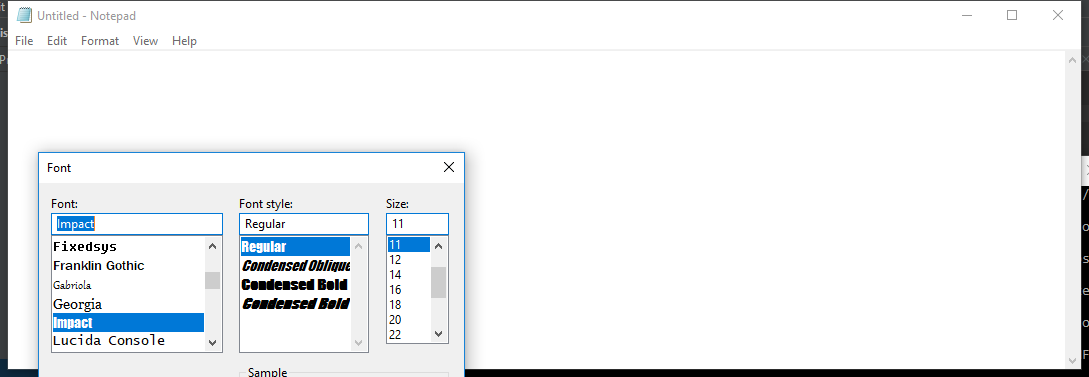 Untitled - Notepad
File Edit Format View Help
Font
Font: Font style: Size:
Impact Regular 11
Fixedsys Regular 11
Franklin Gothic Condensed Oblique 12
Gabriola Condensed Bold 14
Georgia Condensed Bold 16
Impact 18
Lucida Console 20
22
Sample